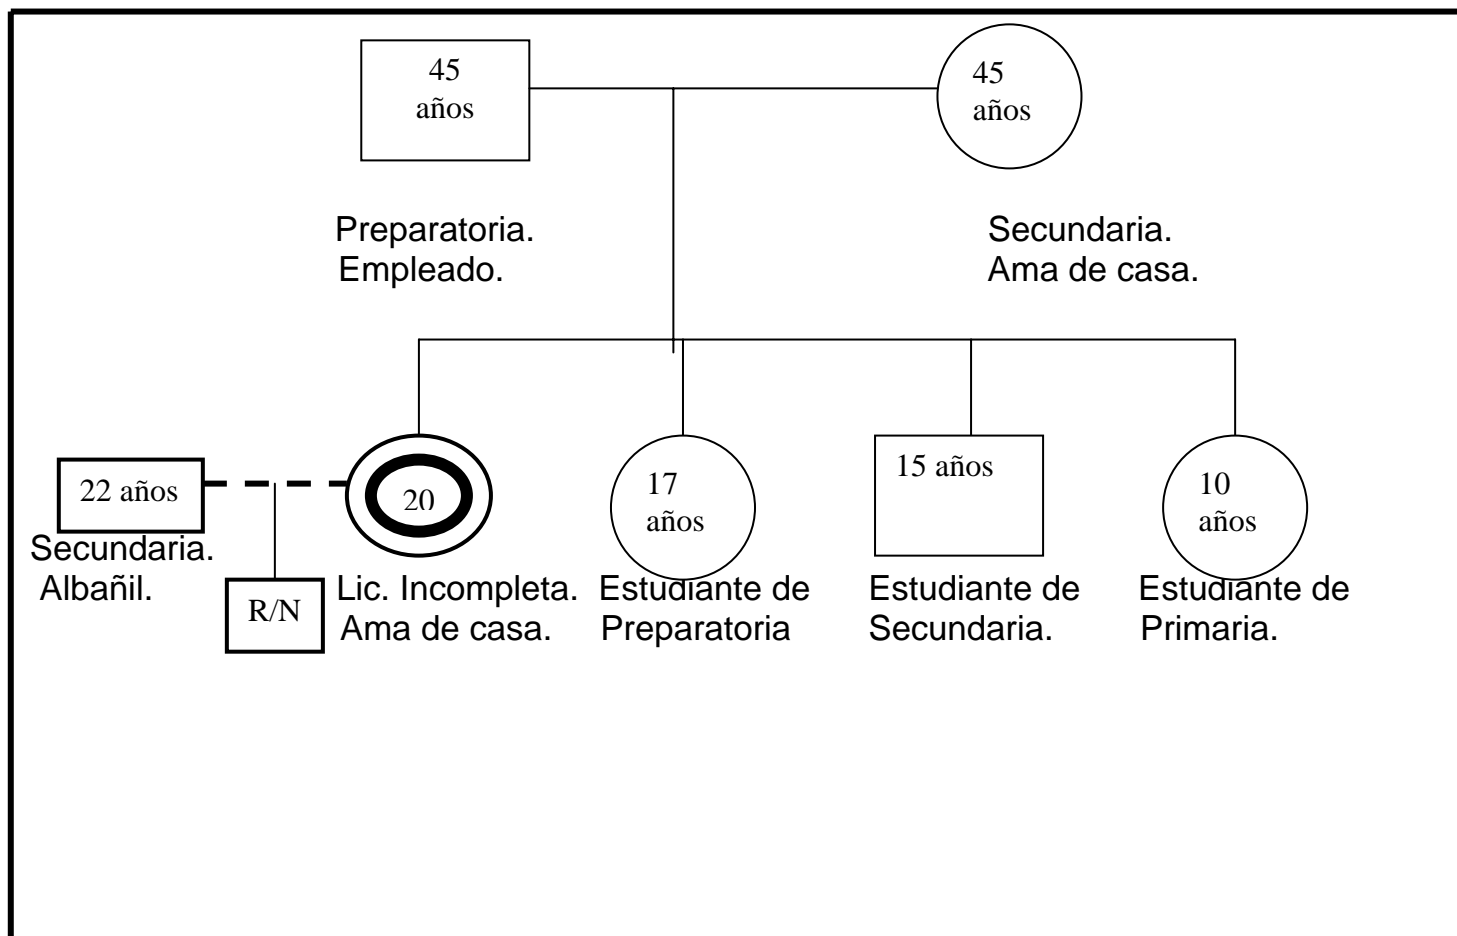 45
años
45
años
Preparatoria.
Empleado.
Secundaria.
Ama de casa.
22 años
Secundaria.
Albañil.
R/N
20
Lic. Incompleta.
Ama de casa.
17
años
Estudiante de
Preparatoria
15 años
Estudiante de
Secundaria.
10
años
Estudiante de
Primaria.